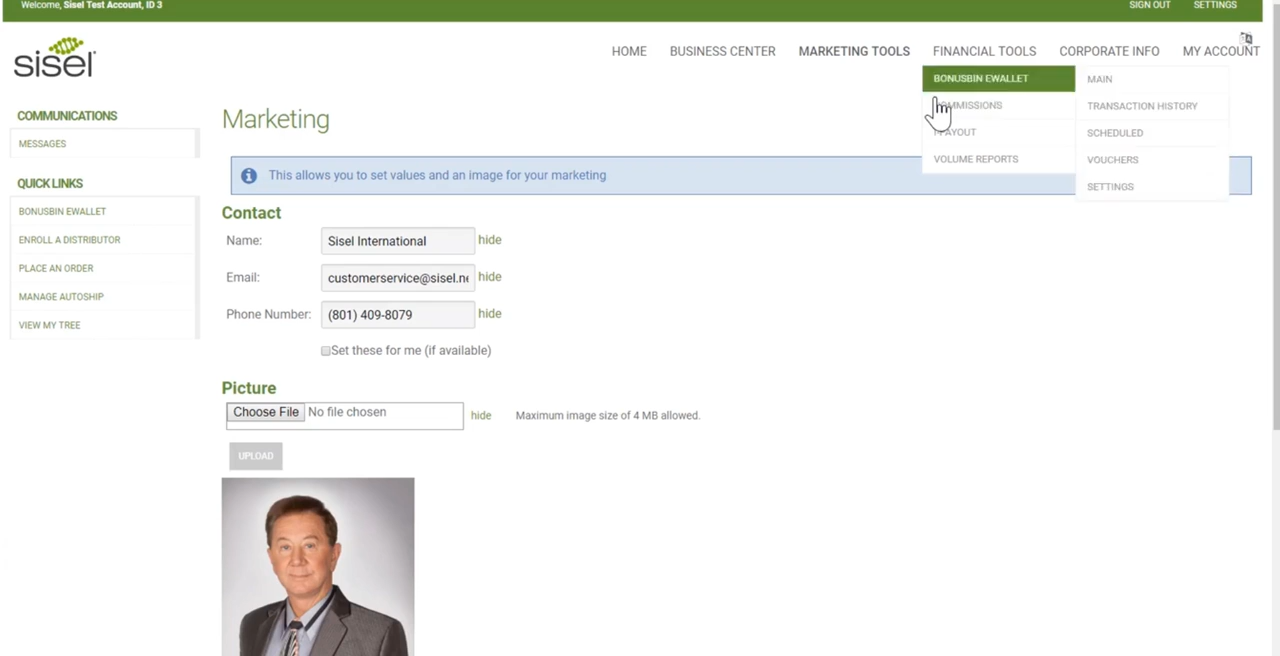 Welcome, Sisel Test Account, ID 3
SIGN OUT
SETTINGS
sisel
HOME
BUSINESS CENTER
MARKETING TOOLS
FINANCIAL TOOLS
CORPORATE INFO
MY ACCOUNT
BONUSBIN EWALLET
MAIN
TRANSACTION HISTORY
PAYOUT
SCHEDULED
VOLUME REPORTS
VOUCHERS
SETTINGS
COMMUNICATIONS
MESSAGES
QUICK LINKS
BONUSBIN EWALLET
ENROLL A DISTRIBUTOR
PLACE AN ORDER
MANAGE AUTOSHIP
VIEW MY TREE
Marketing
This allows you to set values and an image for your marketing
Contact
Name: Sisel International hide
Email: customerservice@sisel.ne hide
Phone Number: (801) 409-8079 hide
Set these for me (if available)
Picture
Choose File No file chosen hide Maximum image size of 4 MB allowed.
UPLOAD